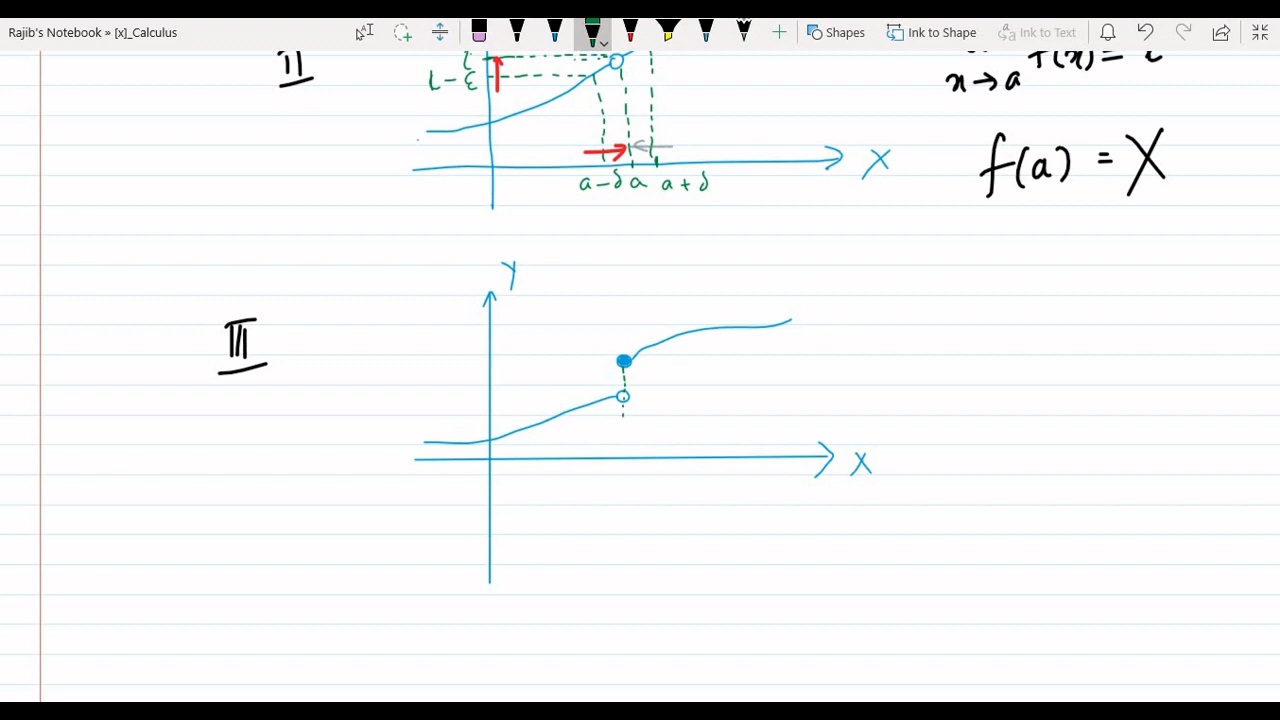 Rajib's Notebook • [x]_Calculus
Shapes
Ink to Shape
Ink to Text
II
l
l - ε
a - δ
a
a + δ
X
f(x) = l
x → a
f(a) = X
III
Y
X